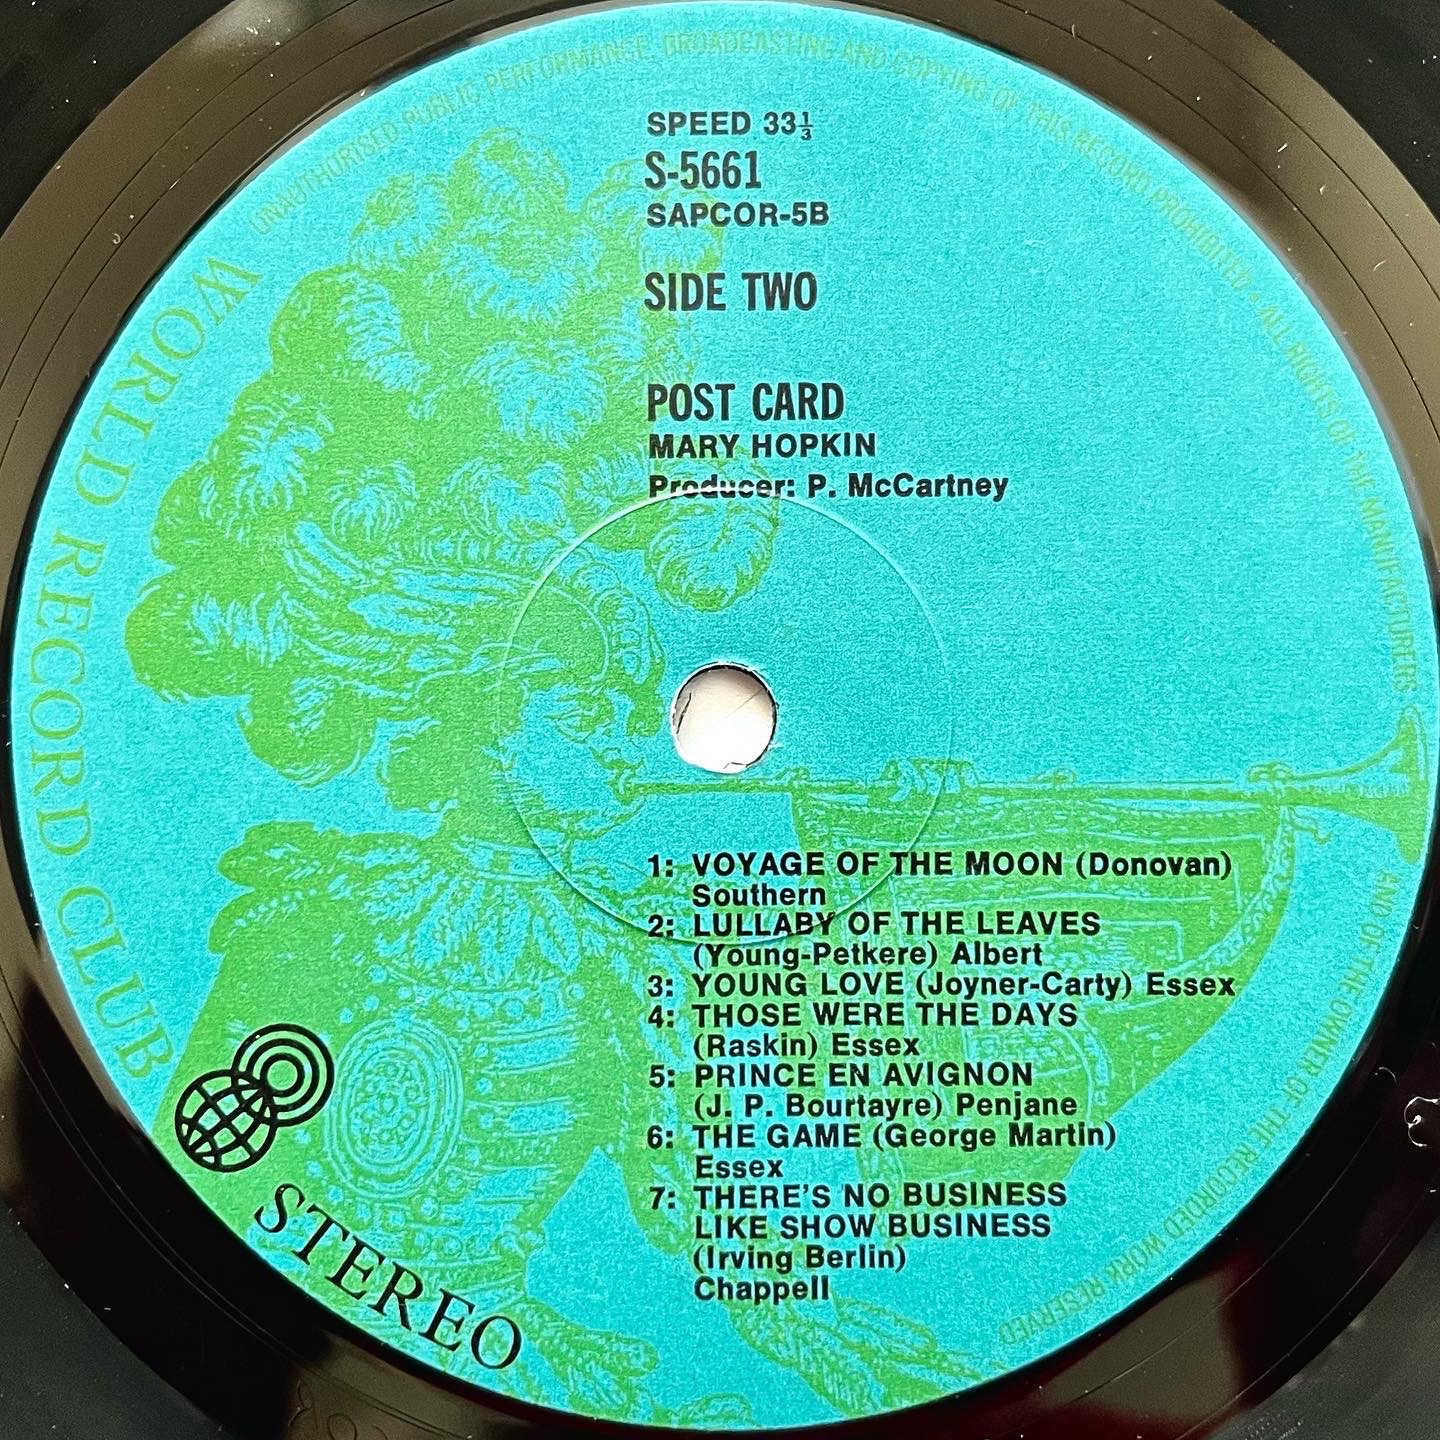 UNAUTHORISED PUBLIC PERFORMANCE, BROADCASTING AND COPYING OF THIS RECORD PROHIBITED • ALL RIGHTS OF THE MANUFACTURERS AND OF THE OWNER OF THE RECORDED WORK RESERVED
WORLD RECORD CLUB
SPEED 33⅓
S-5661
SAPCOR-5B
SIDE TWO
POST CARD
MARY HOPKIN
Producer: P. McCartney
1: VOYAGE OF THE MOON (Donovan)
Southern
2: LULLABY OF THE LEAVES
(Young-Petkere) Albert
3: YOUNG LOVE (Joyner-Carty) Essex
4: THOSE WERE THE DAYS
(Raskin) Essex
5: PRINCE EN AVIGNON
(J. P. Bourtayre) Penjane
6: THE GAME (George Martin)
Essex
7: THERE'S NO BUSINESS
LIKE SHOW BUSINESS
(Irving Berlin)
Chappell
STEREO